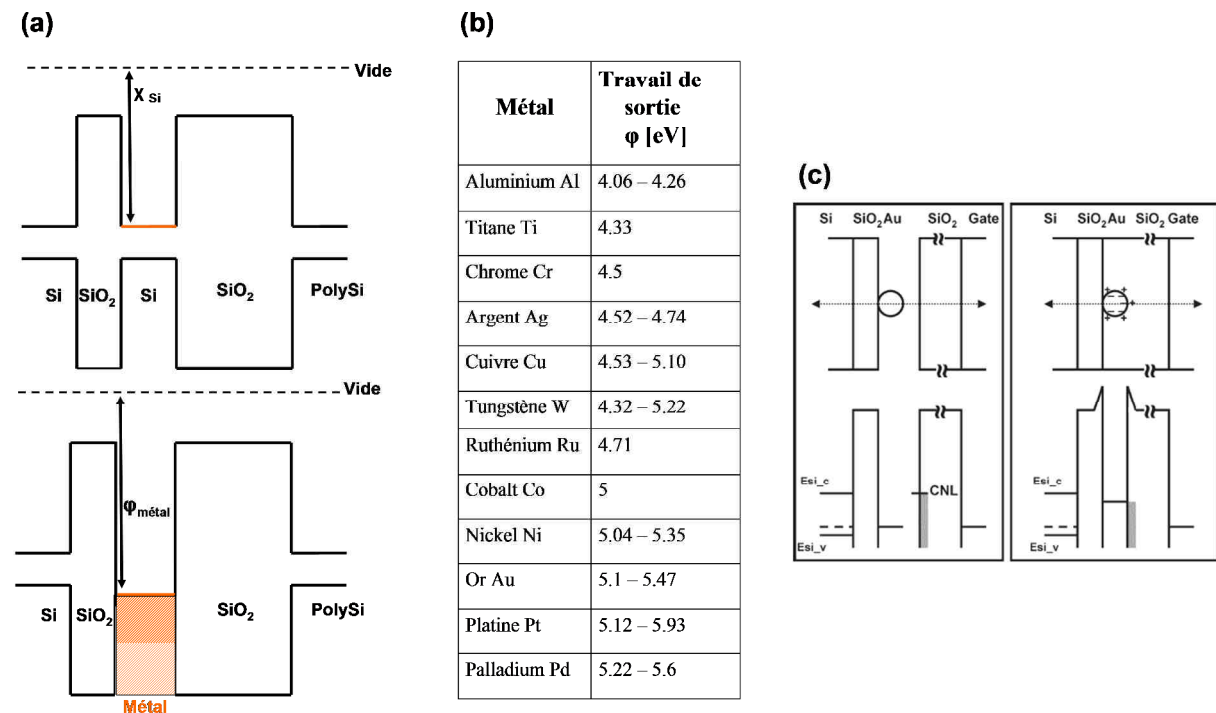 (a)
Vide
χ Si
Si SiO2 Si SiO2 PolySi
Vide
φmétal
Si SiO2 SiO2 PolySi
Métal
(b)
Métal Travail de sortie φ [eV]
Aluminium Al 4.06 – 4.26
Titane Ti 4.33
Chrome Cr 4.5
Argent Ag 4.52 – 4.74
Cuivre Cu 4.53 – 5.10
Tungstène W 4.32 – 5.22
Ruthénium Ru 4.71
Cobalt Co 5
Nickel Ni 5.04 – 5.35
Or Au 5.1 – 5.47
Platine Pt 5.12 – 5.93
Palladium Pd 5.22 – 5.6
(c)
Si SiO2 Au SiO2 Gate
Esi_c
CNL
Esi_v
Si SiO2 Au SiO2 Gate
Esi_c
Esi_v